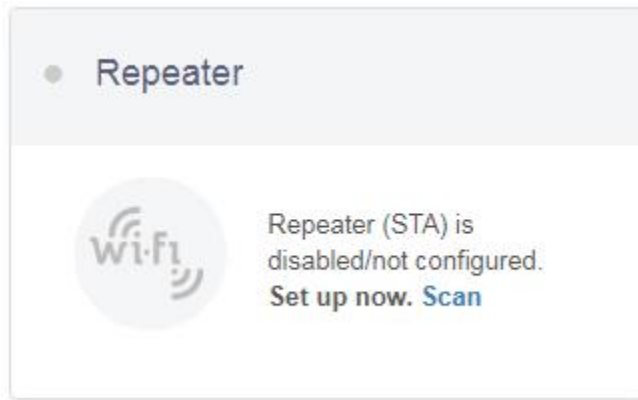 Repeater
Wi-Fi
Repeater (STA) is
disabled/not configured.
Set up now. Scan